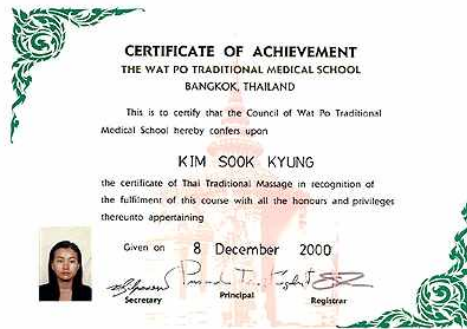 CERTIFICATE OF ACHIEVEMENT
THE WAT PO TRADITIONAL MEDICAL SCHOOL
BANGKOK, THAILAND
This is to certify that the Council of Wat Po Traditional
Medical School hereby confers upon
KIM SOOK KYUNG
the certificate of Thai Traditional Massage in recognition of
the fulfilment of this course with all the honours and privileges
thereunto appertaining
Given on 8 December 2000
Secretary Principal Registrar